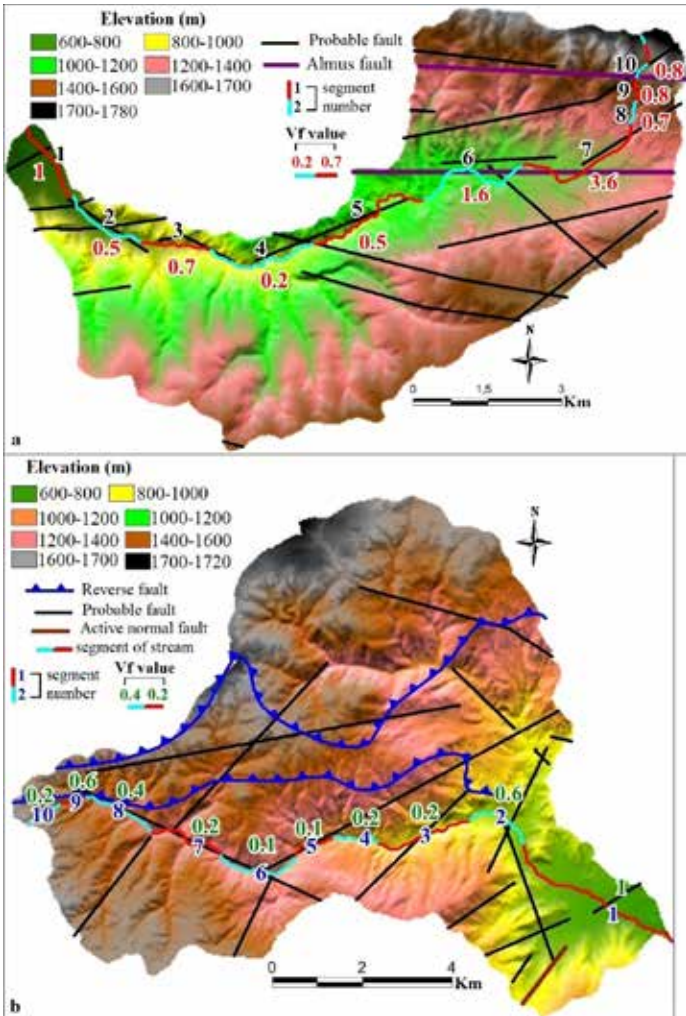 Elevation (m)
600-800 800-1000
1000-1200 1200-1400
1400-1600 1600-1700
1700-1780
Probable fault
Almus fault
1 segment
2 number
Vf value
0.2 0.7
10
0.8
9
0.8
8
0.7
7
3.6
6
1.6
5
0.5
4
0.2
3
0.7
2
0.5
1
1
N
0 1,5 3
Km
a
Elevation (m)
600-800 800-1000
1000-1200 1000-1200
1200-1400 1400-1600
1600-1700 1700-1720
Reverse fault
Probable fault
Active normal fault
segment of stream
1 segment
2 number
Vf value
0.4 0.2
N
0.2
10
0.6
9
0.4
8
0.2
7
0.1
6
0.1
5
0.2
4
0.2
3
0.6
2
1
1
0 2 4
Km
b